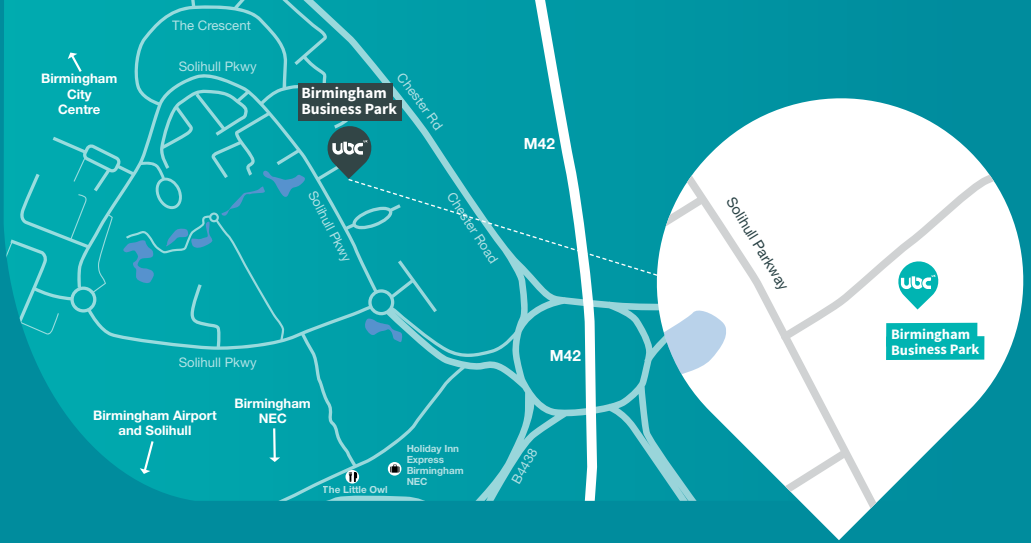 The Crescent
Solihull Pkwy
Birmingham
City
Centre
Birmingham
Business Park
ubc
Chester Rd
M42
Solihull Pkwy
Chester Road
Solihull Parkway
ubc
Birmingham
Business Park
M42
Solihull Pkwy
Birmingham Airport
and Solihull
Birmingham
NEC
Holiday Inn
Express
Birmingham
NEC
The Little Owl
B4438